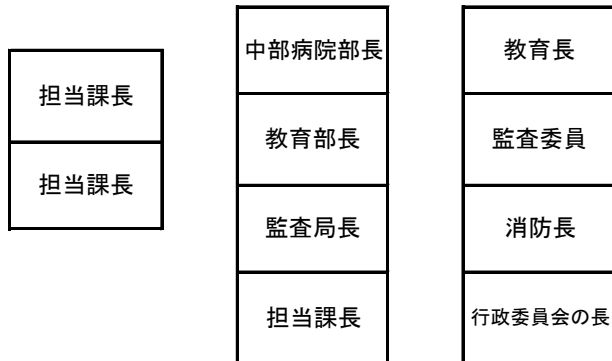 担当課長
担当課長
中部病院部長
教育部長
監査局長
担当課長
教育長
監査委員
消防長
行政委員会の長